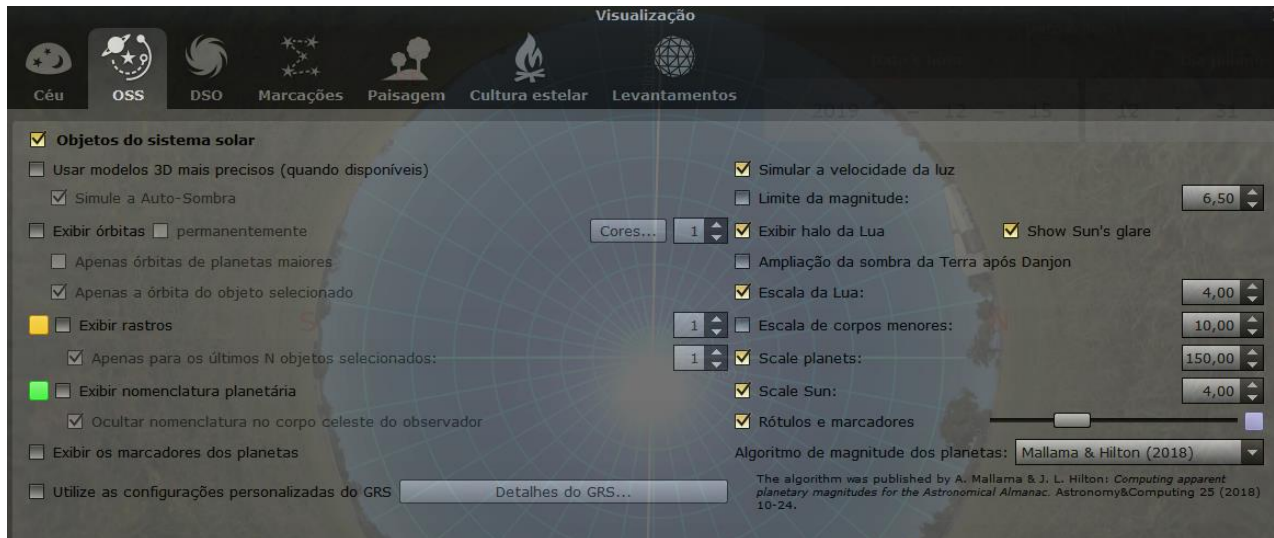 Visualização
Céu OSS DSO Marcações Paisagem Cultura estelar Levantamentos
2019 - 12 - 15 12 : 31
Objetos do sistema solar
Usar modelos 3D mais precisos (quando disponíveis)
Simule a Auto-Sombra
Exibir órbitas permanentemente Cores... 1
Apenas órbitas de planetas maiores
Apenas a órbita do objeto selecionado
Exibir rastros 1
Apenas para os últimos N objetos selecionados: 1
Exibir nomenclatura planetária
Ocultar nomenclatura no corpo celeste do observador
Exibir os marcadores dos planetas
Utilize as configurações personalizadas do GRS Detalhes do GRS...
Simular a velocidade da luz
Limite da magnitude: 6,50
Exibir halo da Lua Show Sun's glare
Ampliação da sombra da Terra após Danjon
Escala da Lua: 4,00
Escala de corpos menores: 10,00
Scale planets: 150,00
Scale Sun: 4,00
Rótulos e marcadores
Algoritmo de magnitude dos planetas: Mallama & Hilton (2018)
The algorithm was published by A. Mallama & J. L. Hilton: Computing apparent
planetary magnitudes for the Astronomical Almanac. Astronomy&Computing 25 (2018)
10-24.